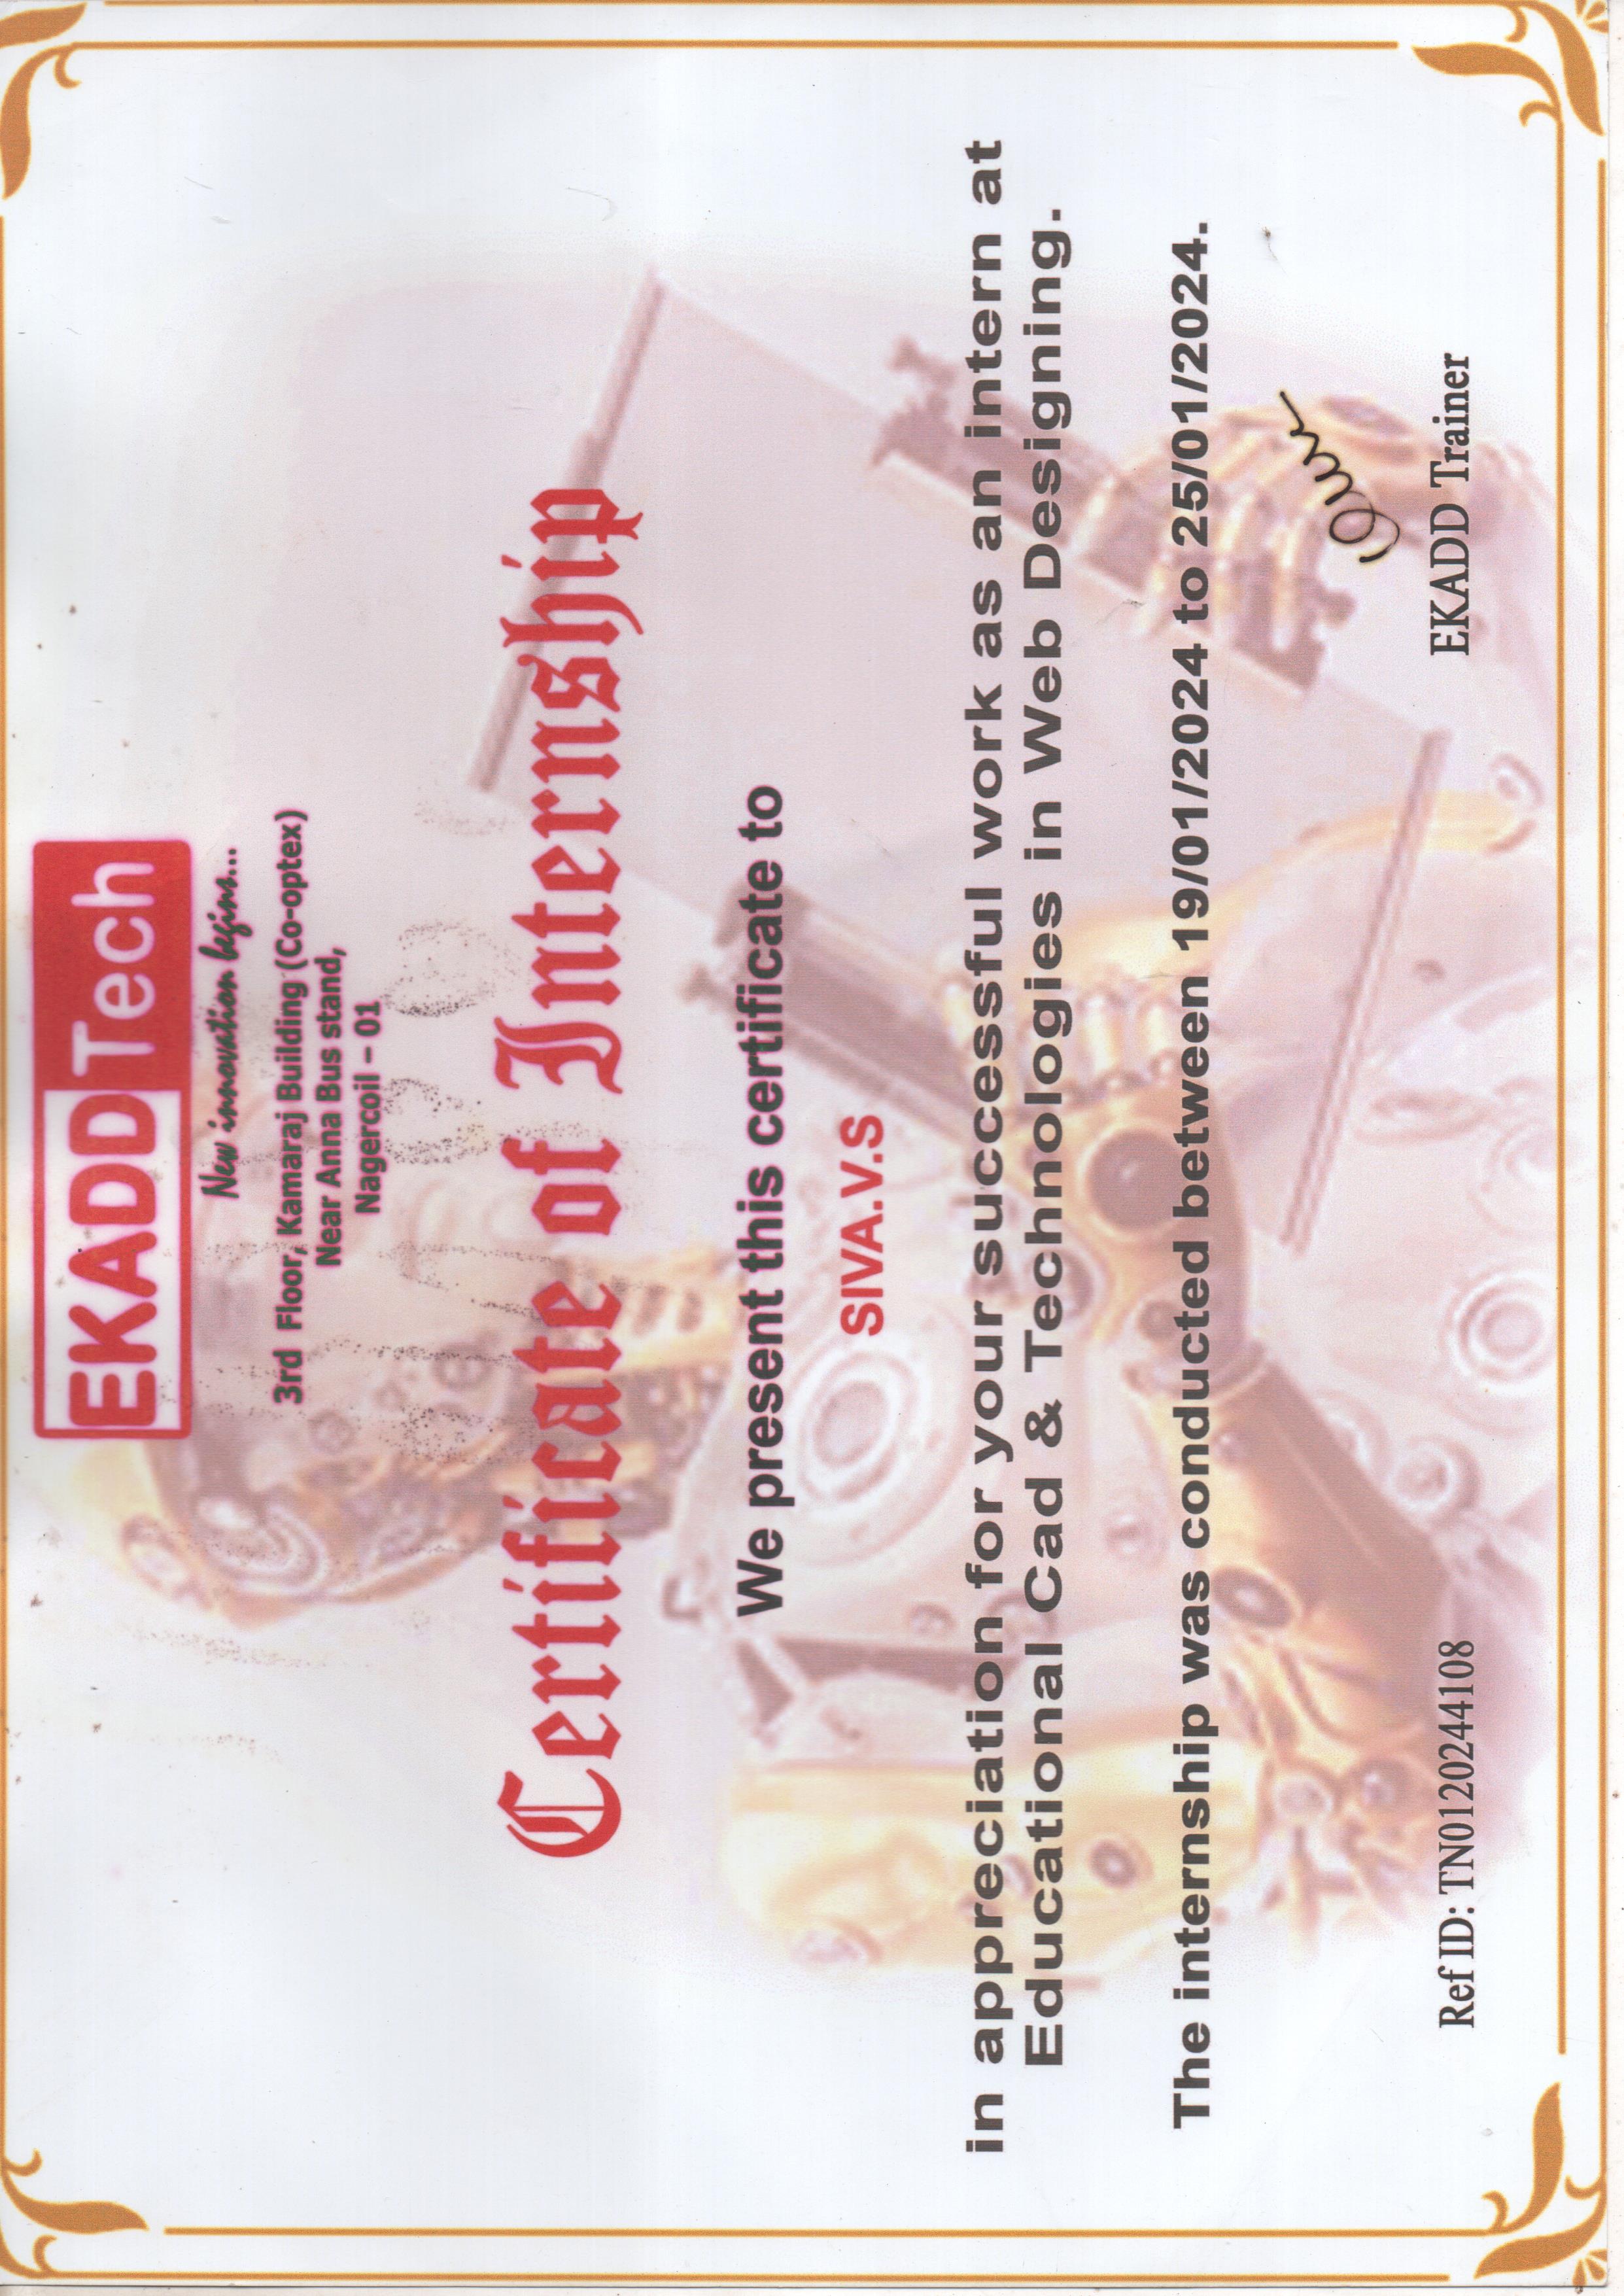 EKADD Tech
New innovation begins...
3rd Floor, Kamaraj Building (Co-optex)
Near Anna Bus stand,
Nagercoil – 01
Certificate of Internship
We present this certificate to
SIVA.V.S
in appreciation for your successful work as an intern at
Educational Cad & Technologies in Web Designing.
The internship was conducted between 19/01/2024 to 25/01/2024.
Ref ID: TN0120244108
EKADD Trainer